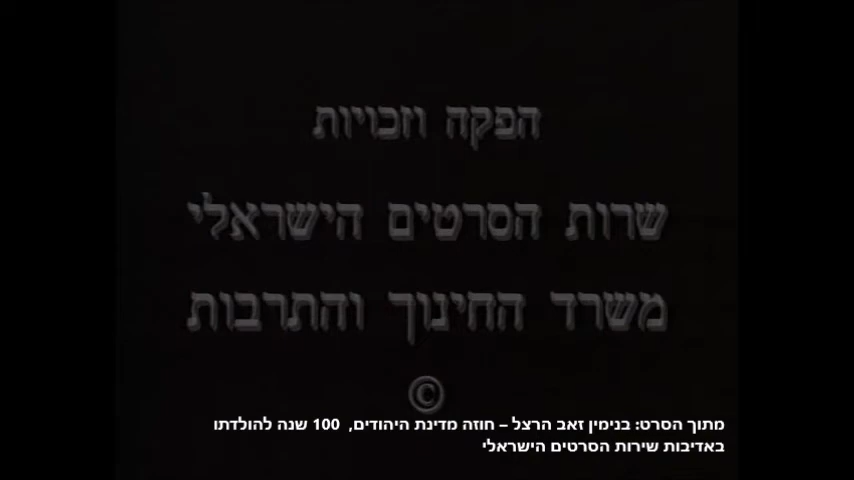 הפקה וזכויות
שרות הסרטים הישראלי
משרד החינוך והתרבות
©
מתוך הסרט: בנימין זאב הרצל – חוזה מדינת היהודים, 100 שנה להולדתו
באדיבות שירות הסרטים הישראלי